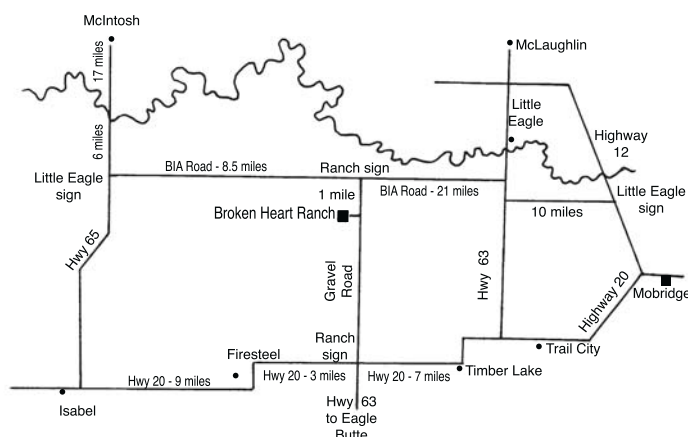 McIntosh
17 miles
6 miles
McLaughlin
Little
Eagle
Highway
12
BIA Road - 8.5 miles
Ranch sign
Little Eagle
sign
1 mile
BIA Road - 21 miles
Little Eagle
sign
Broken Heart Ranch
10 miles
Hwy 65
Gravel
Road
Hwy 63
Highway 20
Mobridge
Ranch
sign
Firesteel
Trail City
Hwy 20 - 9 miles
Hwy 20 - 3 miles
Hwy 20 - 7 miles
Timber Lake
Isabel
Hwy 63
to Eagle
Butte